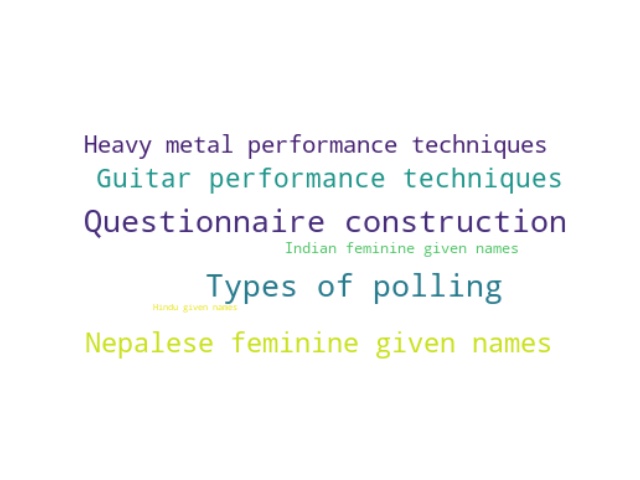 Heavy metal performance techniques
Guitar performance techniques
Questionnaire construction
Indian feminine given names
Types of polling
Hindu given names
Nepalese feminine given names